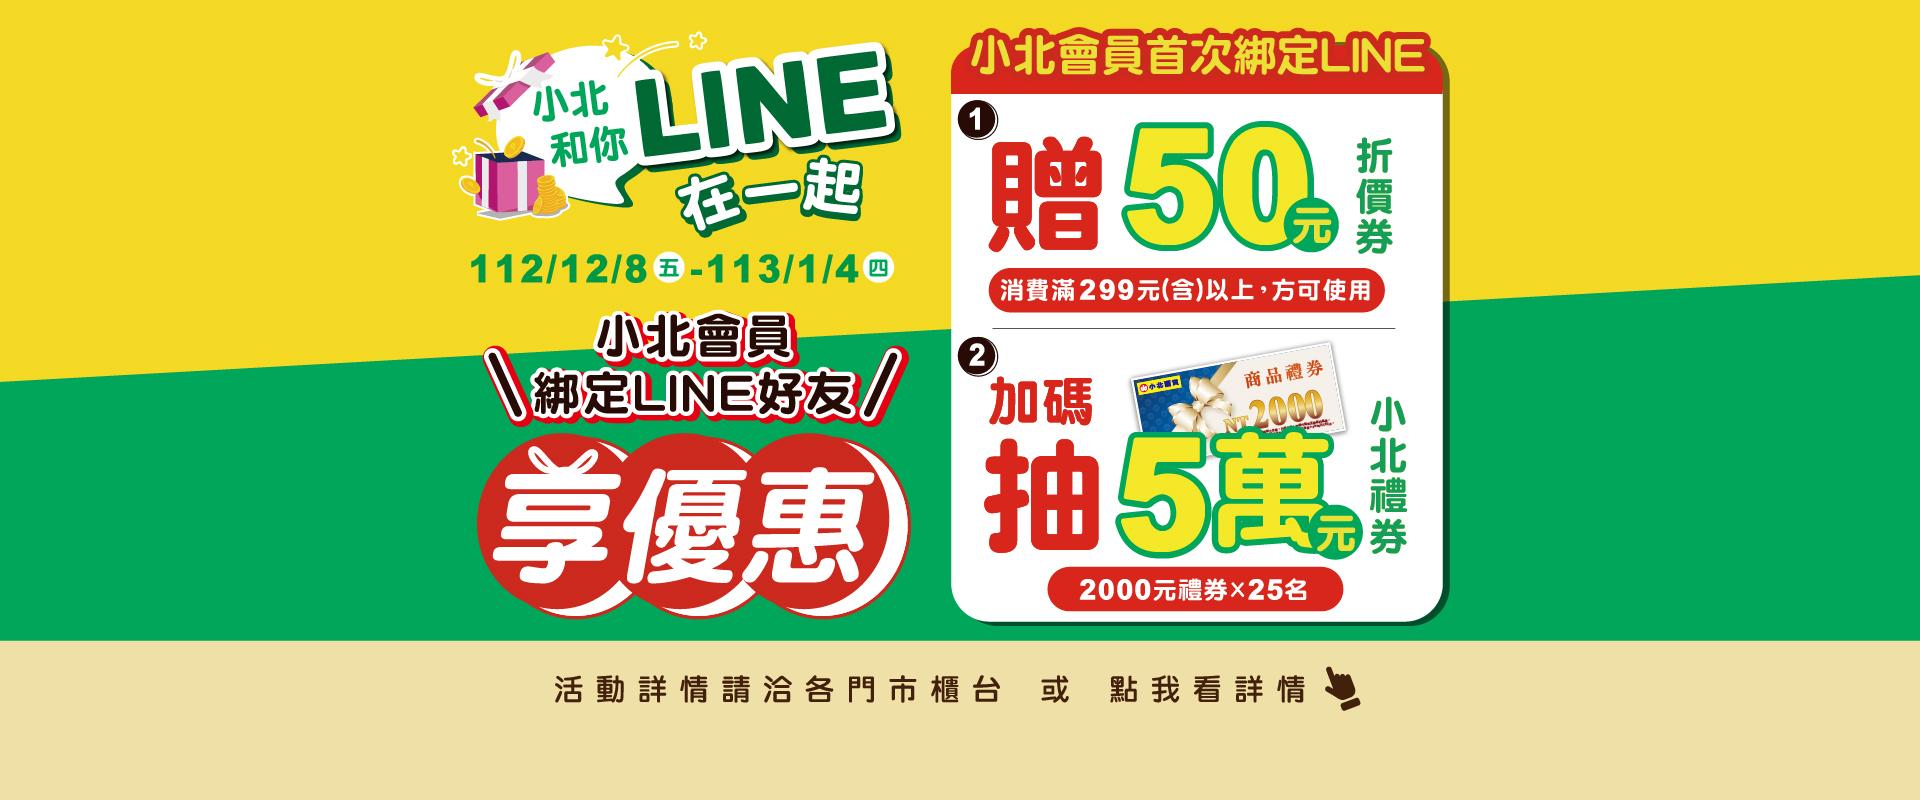 小北
和你
LINE
在一起
112/12/8五-113/1/4四
小北會員
\綁定LINE好友/
享優惠
小北會員首次綁定LINE
1
贈50元折價券
消費滿299元(含)以上，方可使用
2
小北百貨
商品禮券
NT2000
加碼
抽5萬元小北禮券
2000元禮券×25名
活動詳情請洽各門市櫃台 或 點我看詳情